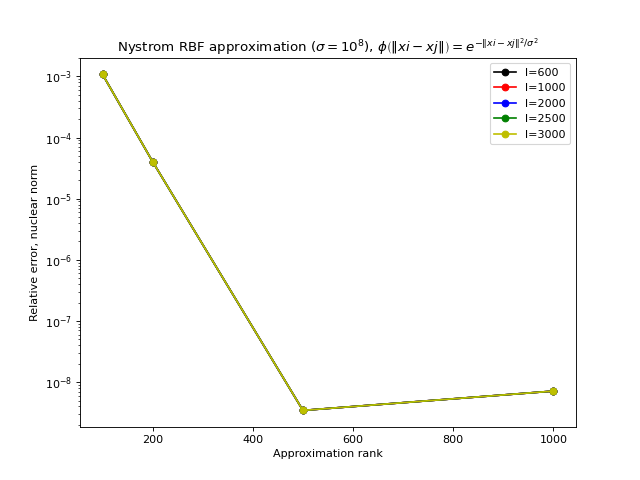 Nystrom RBF approximation (σ = 10⁸), ϕ(‖xi − xj‖) = e^{−‖xi − xj‖²/σ²}
l=600
l=1000
l=2000
l=2500
l=3000
Relative error, nuclear norm
10⁻³
10⁻⁴
10⁻⁵
10⁻⁶
10⁻⁷
10⁻⁸
200 400 600 800 1000
Approximation rank